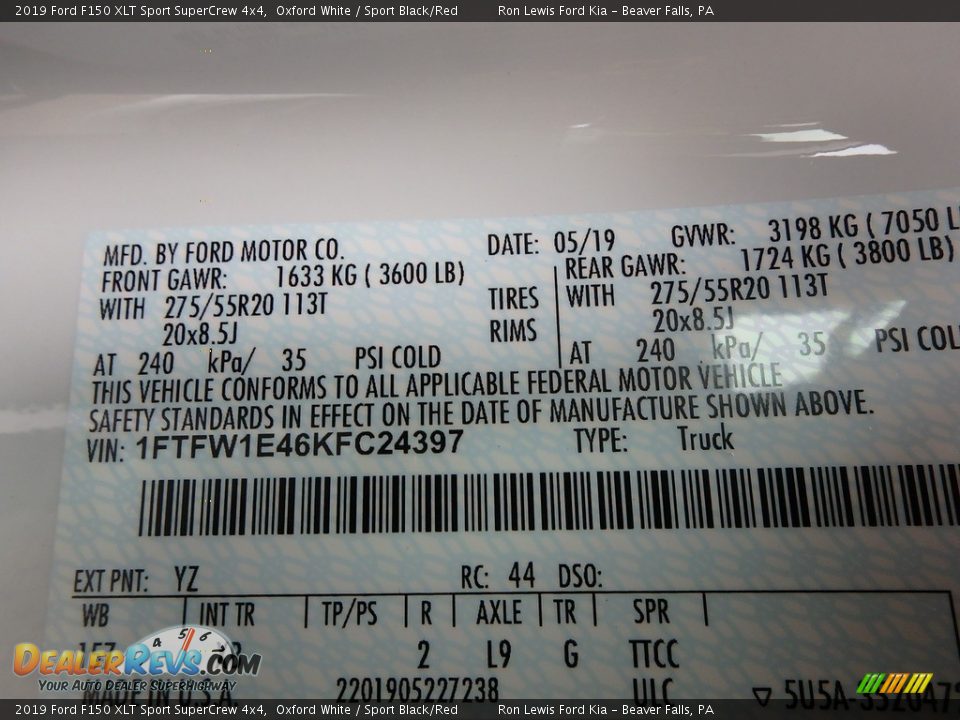 2019 Ford F150 XLT Sport SuperCrew 4x4, Oxford White / Sport Black/Red Ron Lewis Ford Kia - Beaver Falls, PA
MFD. BY FORD MOTOR CO. DATE: 05/19 GVWR: 3198 KG ( 7050 L
FRONT GAWR: 1633 KG ( 3600 LB) REAR GAWR: 1724 KG ( 3800 LB)
WITH 275/55R20 113T TIRES WITH 275/55R20 113T
20x8.5J RIMS 20x8.5J
AT 240 kPa/ 35 PSI COLD AT 240 kPa/ 35 PSI COL
THIS VEHICLE CONFORMS TO ALL APPLICABLE FEDERAL MOTOR VEHICLE
SAFETY STANDARDS IN EFFECT ON THE DATE OF MANUFACTURE SHOWN ABOVE.
VIN: 1FTFW1E46KFC24397 TYPE: Truck
EXT PNT: YZ RC: 44 DSO:
WB INT TR TP/PS R AXLE TR SPR
2 L9 G TTCC
MADE IN U.S.A. 2201905227238 ULC
4 5 6
DealerRevs.com
Your Auto Dealer SuperHighway
2019 Ford F150 XLT Sport SuperCrew 4x4, Oxford White / Sport Black/Red Ron Lewis Ford Kia - Beaver Falls, PA